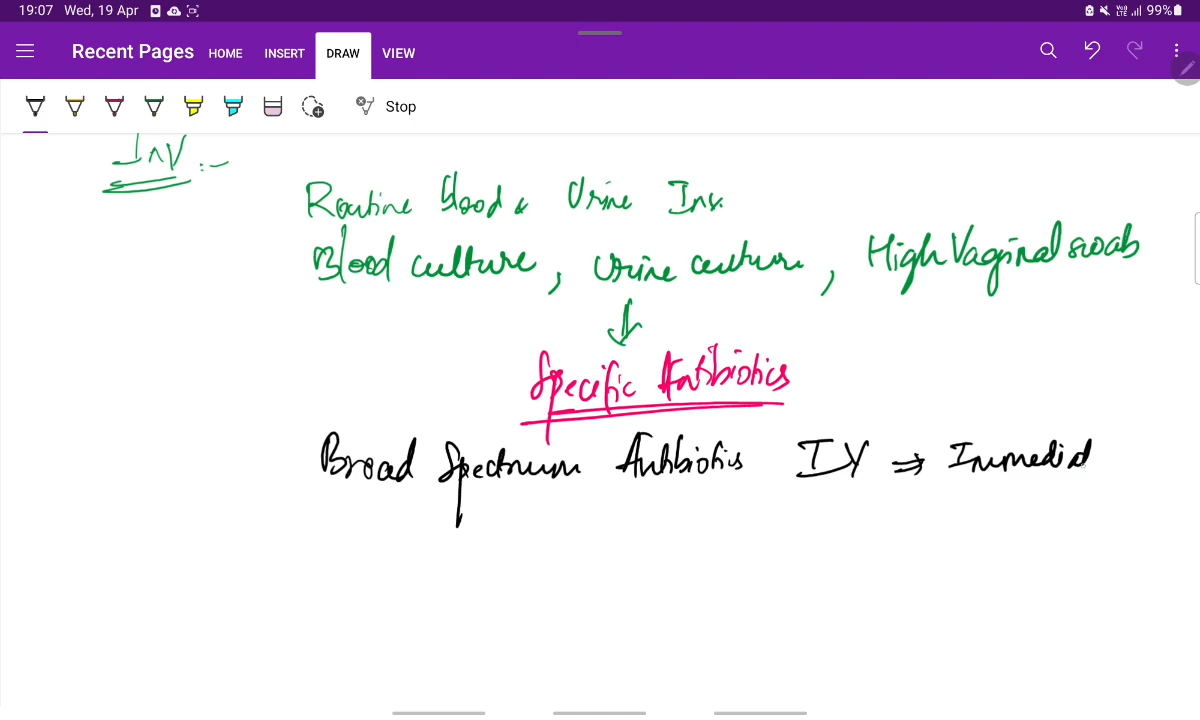 19:07 Wed, 19 Apr 99%
Recent Pages HOME INSERT DRAW VIEW
Stop
Inv :-
Routine blood & Urine Inv.
Blood culture, Urine culture, High Vaginal swab
Specific Antibiotics
Broad Spectrum Antibiotics IV ⇒ Immediat